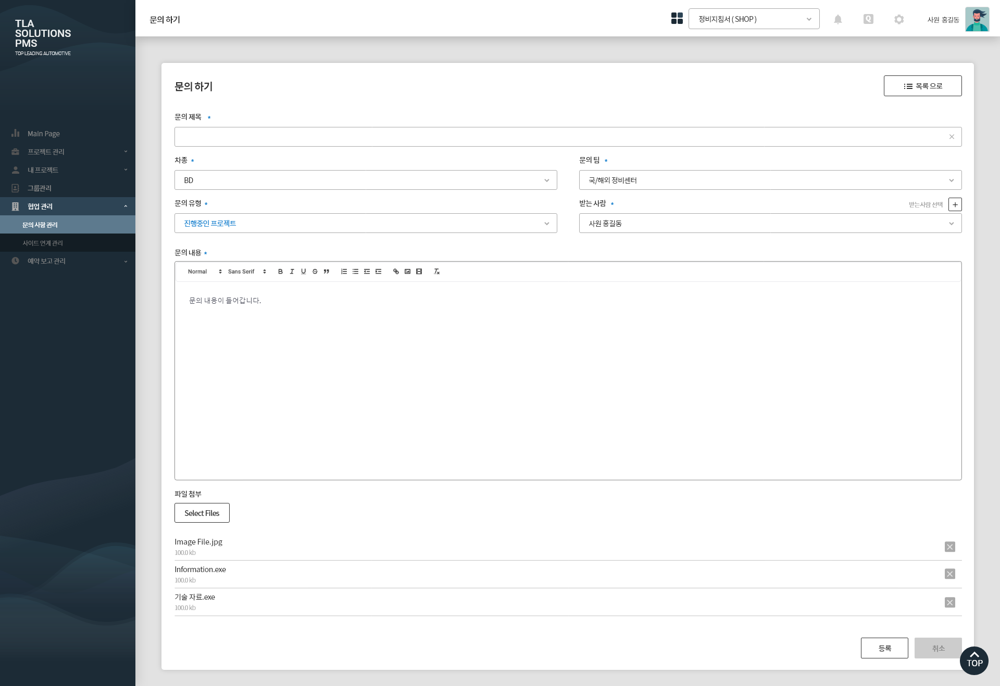 TLA
SOLUTIONS
PMS
TOP LEADING AUTOMOTIVE
Main Page
프로젝트 관리
내 프로젝트
그룹관리
협업 관리
문의 사항 관리
사이트 연계 관리
예약 보고 관리
문의 하기
정비지침서 ( SHOP )
Q
사원 홍길동
문의 하기
목록 으로
문의 제목 *
차종 *
문의 팀 *
BD
국/해외 정비센터
문의 유형 *
받는 사람 *
받는사람 선택
진행중인 프로젝트
사원 홍길동
문의 내용 *
Normal Sans Serif B I U S
문의 내용이 들어갑니다.
파일 첨부
Select Files
Image File.jpg
100.0 kb
Information.exe
100.0 kb
기술 자료.exe
100.0 kb
등록
취소
TOP